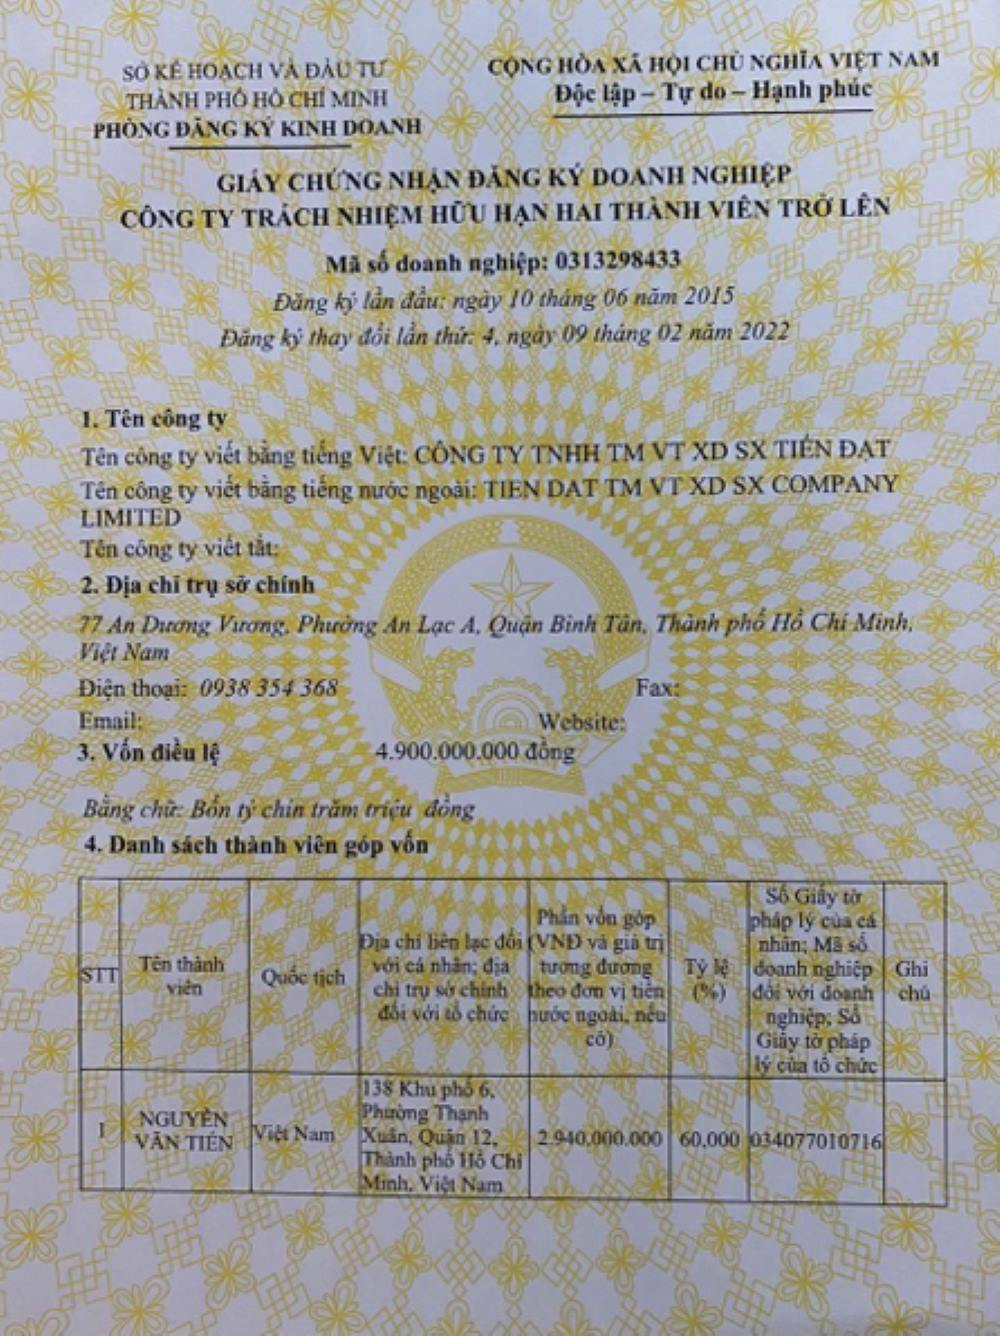 SỞ KẾ HOẠCH VÀ ĐẦU TƯ
THÀNH PHỐ HỒ CHÍ MINH
PHÒNG ĐĂNG KÝ KINH DOANH
CỘNG HÒA XÃ HỘI CHỦ NGHĨA VIỆT NAM
Độc lập – Tự do – Hạnh phúc
GIẤY CHỨNG NHẬN ĐĂNG KÝ DOANH NGHIỆP
CÔNG TY TRÁCH NHIỆM HỮU HẠN HAI THÀNH VIÊN TRỞ LÊN
Mã số doanh nghiệp: 0313298433
Đăng ký lần đầu: ngày 10 tháng 06 năm 2015
Đăng ký thay đổi lần thứ: 4, ngày 09 tháng 02 năm 2022
1. Tên công ty
Tên công ty viết bằng tiếng Việt: CÔNG TY TNHH TM VT XD SX TIẾN ĐẠT
Tên công ty viết bằng tiếng nước ngoài: TIEN DAT TM VT XD SX COMPANY
LIMITED
Tên công ty viết tắt:
2. Địa chỉ trụ sở chính
77 An Dương Vương, Phường An Lạc A, Quận Bình Tân, Thành phố Hồ Chí Minh,
Việt Nam
Điện thoại: 0938 354 368 Fax:
Email: Website:
3. Vốn điều lệ 4.900.000.000 đồng
Bằng chữ: Bốn tỷ chín trăm triệu đồng
4. Danh sách thành viên góp vốn
STT
Tên thành
viên
Quốc tịch
Địa chỉ liên lạc đối
với cá nhân; địa
chỉ trụ sở chính
đối với tổ chức
Phần vốn góp
(VNĐ và giá trị
tương đương
theo đơn vị tiền
nước ngoài, nếu
có)
Tỷ lệ
(%)
Số Giấy tờ
pháp lý của cá
nhân; Mã số
doanh nghiệp
đối với doanh
nghiệp; Số
Giấy tờ pháp
lý của tổ chức
Ghi
chú
1
NGUYỄN
VĂN TIẾN
Việt Nam
138 Khu phố 6,
Phường Thạnh
Xuân, Quận 12,
Thành phố Hồ Chí
Minh, Việt Nam
2.940.000.000
60,000
034077010716